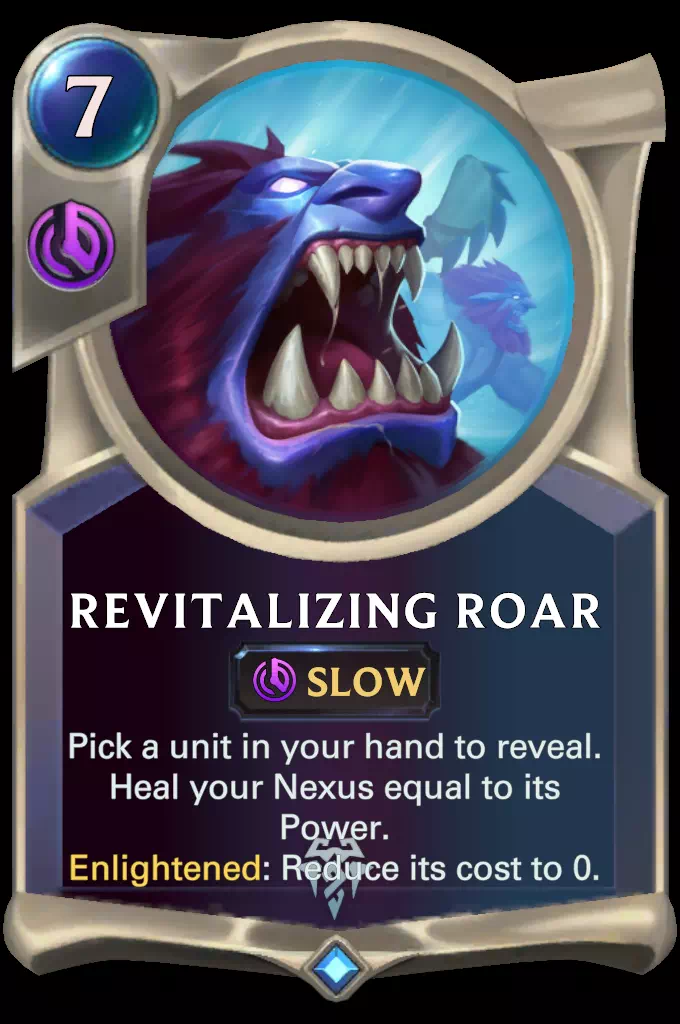 7
REVITALIZING ROAR
SLOW
Pick a unit in your hand to reveal.
Heal your Nexus equal to its
Power.
Enlightened: Reduce its cost to 0.